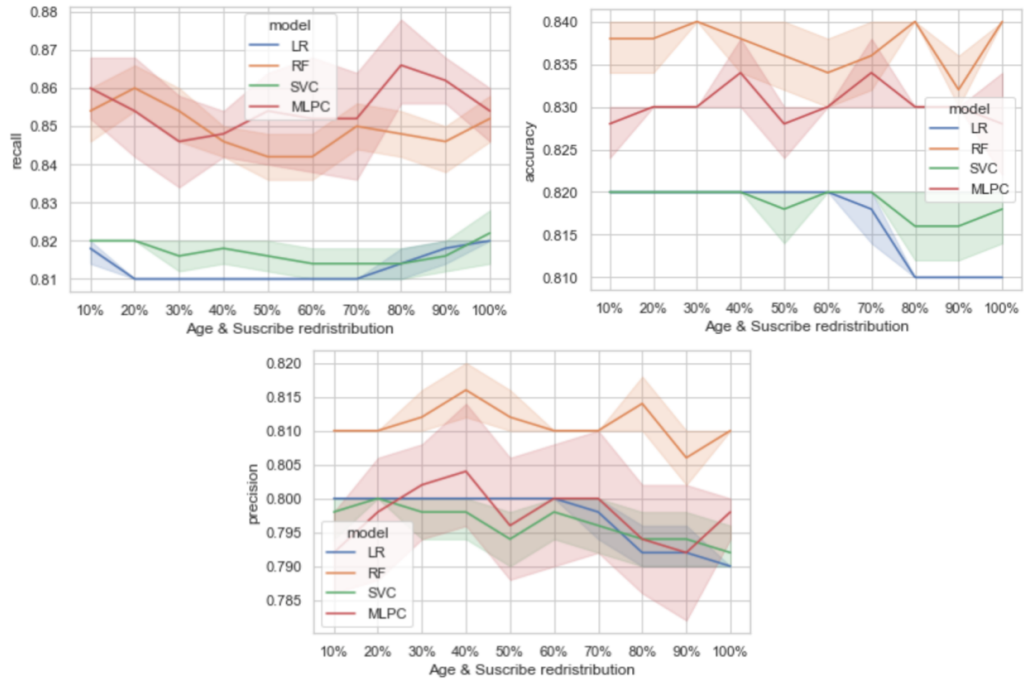 0.88
0.87
0.86
0.85
0.84
0.83
0.82
0.81
recall
model
LR
RF
SVC
MLPC
10% 20% 30% 40% 50% 60% 70% 80% 90% 100%
Age & Suscribe redristribution
0.840
0.835
0.830
0.825
0.820
0.815
0.810
accuracy
model
LR
RF
SVC
MLPC
10% 20% 30% 40% 50% 60% 70% 80% 90% 100%
Age & Suscribe redristribution
0.820
0.815
0.810
0.805
0.800
0.795
0.790
0.785
precision
model
LR
RF
SVC
MLPC
10% 20% 30% 40% 50% 60% 70% 80% 90% 100%
Age & Suscribe redristribution